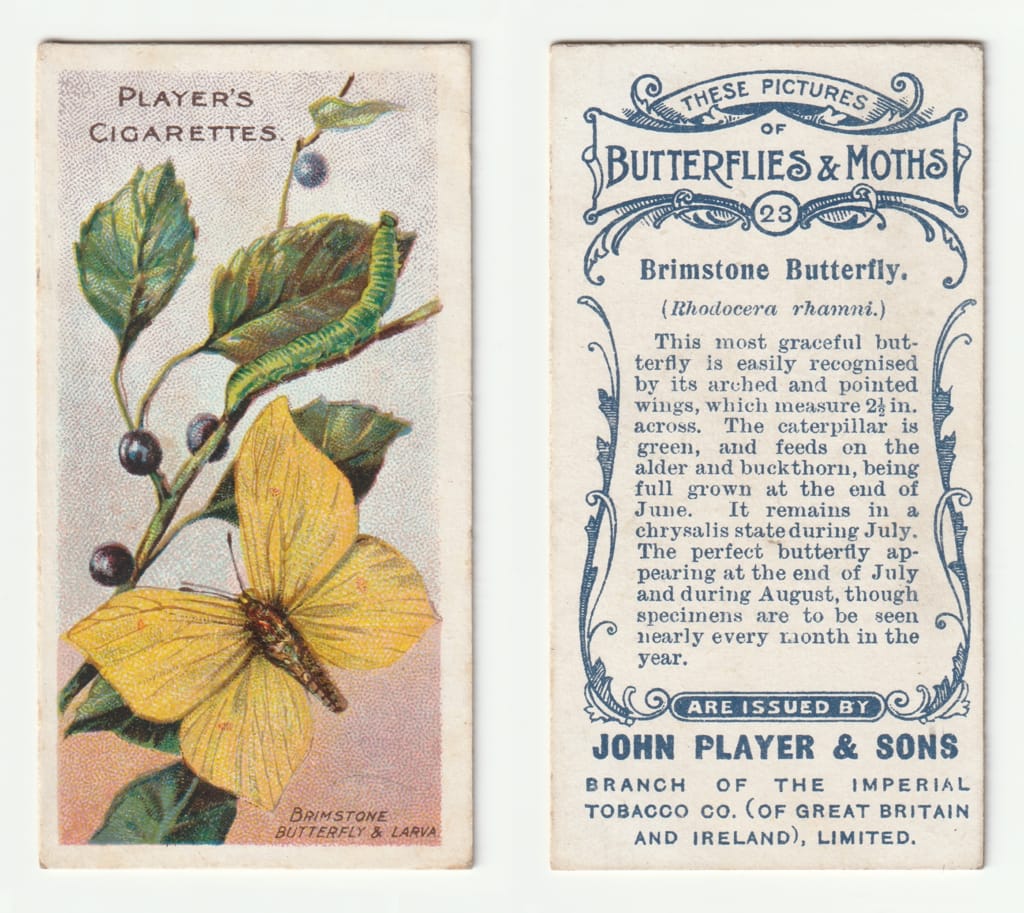 PLAYER'S
CIGARETTES.
BRIMSTONE
BUTTERFLY & LARVA
THESE PICTURES
OF
BUTTERFLIES & MOTHS
23
Brimstone Butterfly.
(Rhodocera rhamni.)
This most graceful but-
terfly is easily recognised
by its arched and pointed
wings, which measure 2½ in.
across. The caterpillar is
green, and feeds on the
alder and buckthorn, being
full grown at the end of
June. It remains in a
chrysalis state during July.
The perfect butterfly ap-
pearing at the end of July
and during August, though
specimens are to be seen
nearly every month in the
year.
ARE ISSUED BY
JOHN PLAYER & SONS
BRANCH OF THE IMPERIAL
TOBACCO CO. (OF GREAT BRITAIN
AND IRELAND), LIMITED.